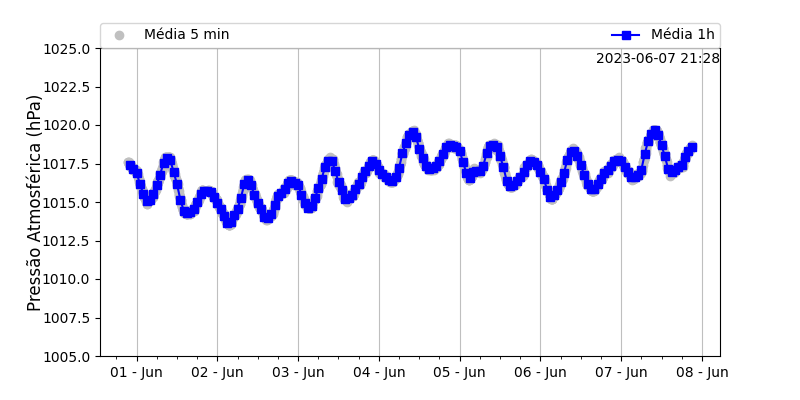 Média 5 min
Média 1h
2023-06-07 21:28
Pressão Atmosférica (hPa)
1025.0
1022.5
1020.0
1017.5
1015.0
1012.5
1010.0
1007.5
1005.0
01 - Jun
02 - Jun
03 - Jun
04 - Jun
05 - Jun
06 - Jun
07 - Jun
08 - Jun